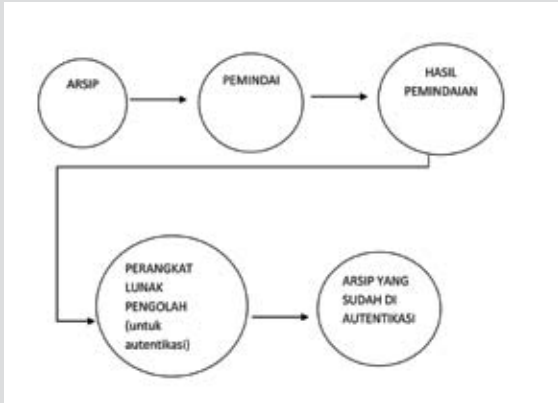 ARSIP
PEMINDAI
HASIL
PEMINDAIAN
PERANGKAT
LUNAK
PENGOLAH
(untuk
autentikasi)
ARSIP YANG
SUDAH DI
AUTENTIKASI